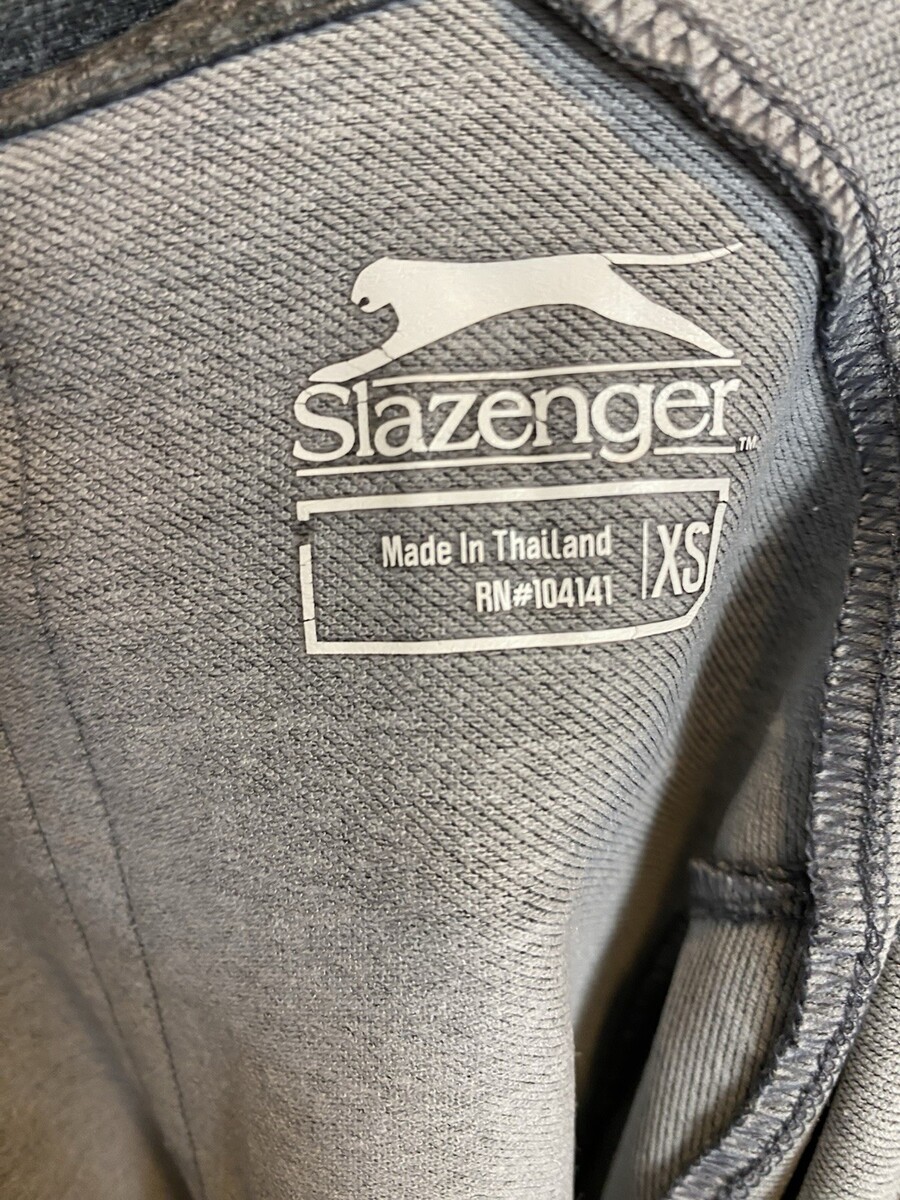 Slazenger™
Made In Thailand
RN#104141
XS